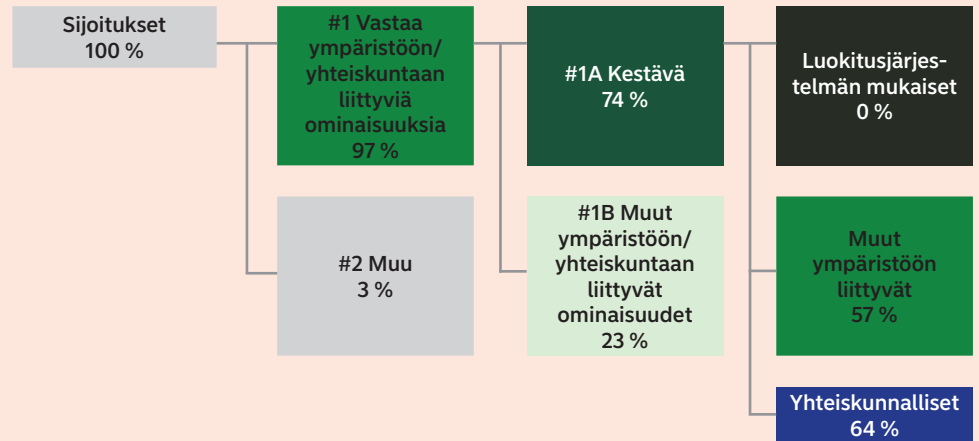 Sijoitukset
100 %
#1 Vastaa
ympäristöön/
yhteiskuntaan
liittyviä
ominaisuuksia
97 %
#2 Muu
3 %
#1A Kestävä
74 %
#1B Muut
ympäristöön/
yhteiskuntaan
liittyvät
ominaisuudet
23 %
Luokitusjärjes-
telmän mukaiset
0 %
Muut
ympäristöön
liittyvät
57 %
Yhteiskunnalliset
64 %